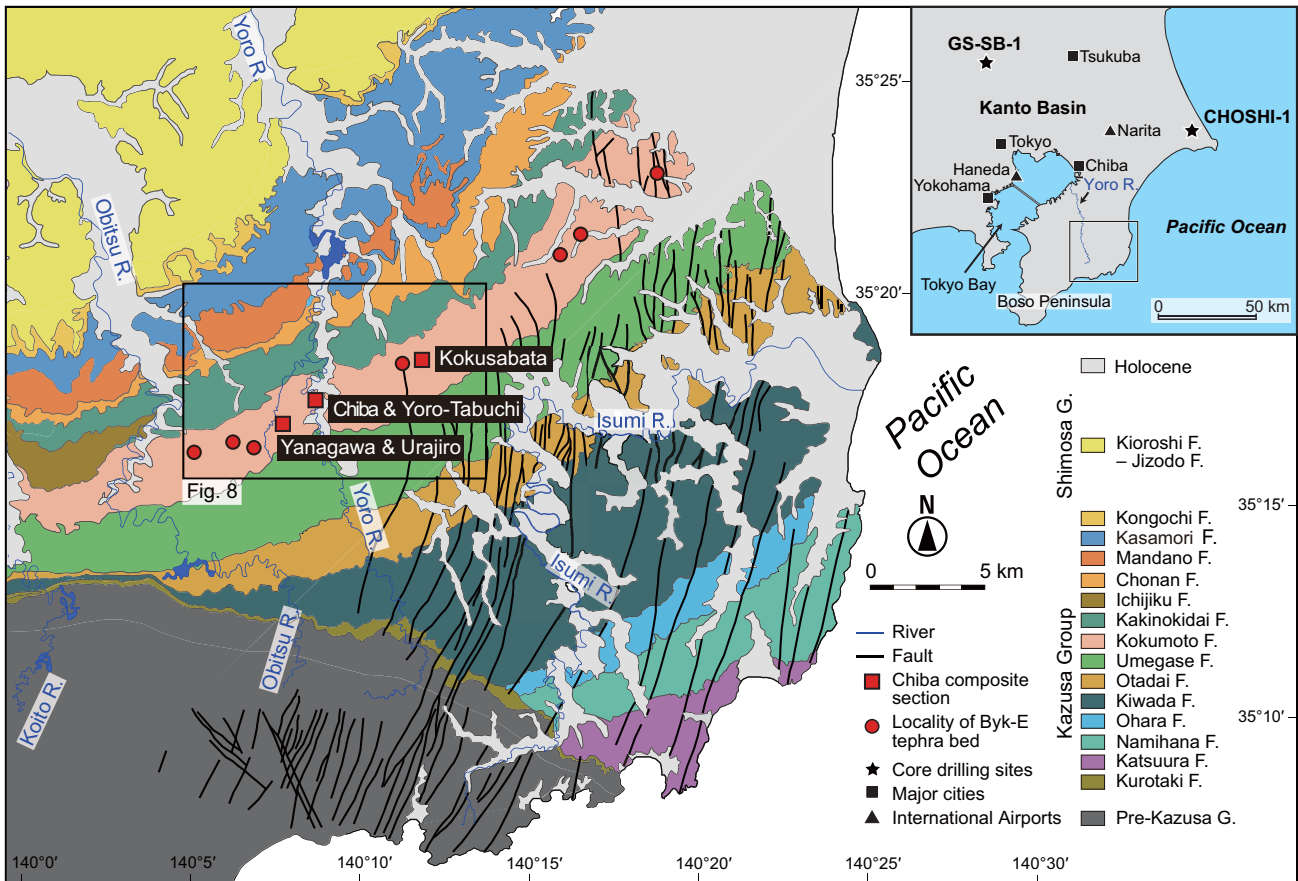 Yoro R.
Obitsu R.
Kokusabata
Chiba & Yoro-Tabuchi
Yanagawa & Urajiro
Fig. 8
Isumi R.
Yoro R.
Isumi R.
Obitsu R.
Koito R.
35°25′
35°20′
35°15′
35°10′
140°0′
140°5′
140°10′
140°15′
140°20′
140°25′
140°30′
GS-SB-1
Tsukuba
Kanto Basin
CHOSHI-1
Narita
Tokyo
Haneda
Chiba
Yokohama
Yoro R.
Pacific Ocean
Tokyo Bay
Boso Peninsula
0 50 km
Pacific
Ocean
N
0 5 km
River
Fault
Chiba composite
section
Locality of Byk-E
tephra bed
Core drilling sites
Major cities
International Airports
Holocene
Shimosa G.
Kioroshi F.
– Jizodo F.
Kazusa Group
Kongochi F.
Kasamori F.
Mandano F.
Chonan F.
Ichijiku F.
Kakinokidai F.
Kokumoto F.
Umegase F.
Otadai F.
Kiwada F.
Ohara F.
Namihana F.
Katsuura F.
Kurotaki F.
Pre-Kazusa G.